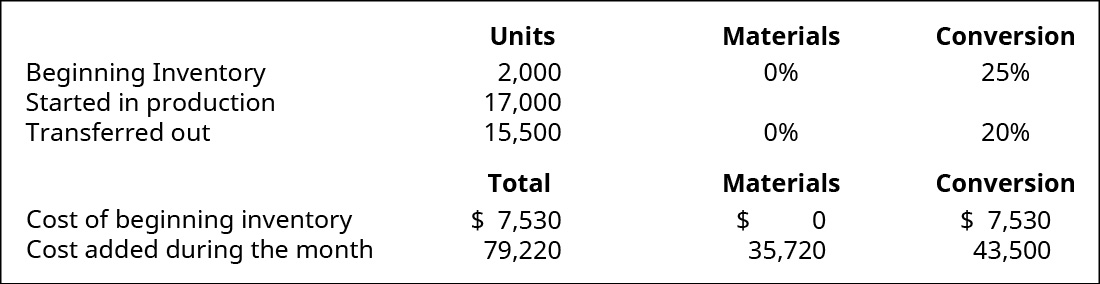 Units Materials Conversion
Beginning Inventory 2,000 0% 25%
Started in production 17,000
Transferred out 15,500 0% 20%
Total Materials Conversion
Cost of beginning inventory $ 7,530 $ 0 $ 7,530
Cost added during the month 79,220 35,720 43,500